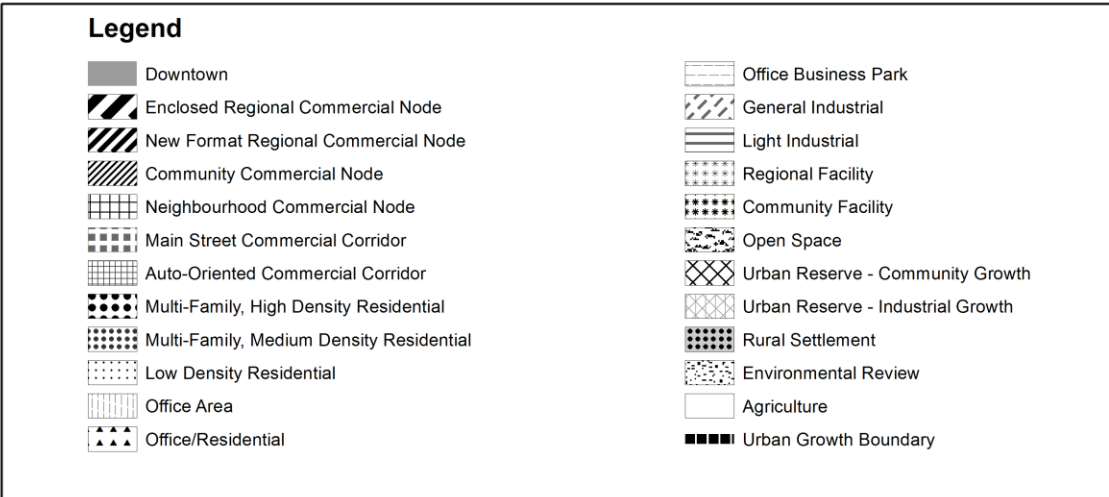 Legend
Downtown
Enclosed Regional Commercial Node
New Format Regional Commercial Node
Community Commercial Node
Neighbourhood Commercial Node
Main Street Commercial Corridor
Auto-Oriented Commercial Corridor
Multi-Family, High Density Residential
Multi-Family, Medium Density Residential
Low Density Residential
Office Area
Office/Residential
Office Business Park
General Industrial
Light Industrial
Regional Facility
Community Facility
Open Space
Urban Reserve - Community Growth
Urban Reserve - Industrial Growth
Rural Settlement
Environmental Review
Agriculture
Urban Growth Boundary